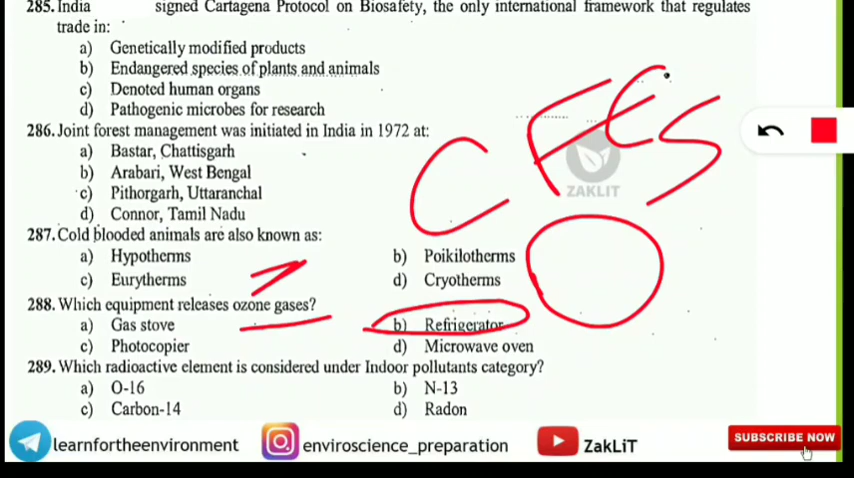 285. India signed Cartagena Protocol on Biosafety, the only international framework that regulates
trade in:
a) Genetically modified products
b) Endangered species of plants and animals
c) Denoted human organs
d) Pathogenic microbes for research
286. Joint forest management was initiated in India in 1972 at:
a) Bastar, Chattisgarh
b) Arabari, West Bengal
c) Pithorgarh, Uttaranchal
d) Connor, Tamil Nadu
287. Cold blooded animals are also known as:
a) Hypotherms b) Poikilotherms
c) Eurytherms d) Cryotherms
288. Which equipment releases ozone gases?
a) Gas stove b) Refrigerator
c) Photocopier d) Microwave oven
289. Which radioactive element is considered under Indoor pollutants category?
a) O-16 b) N-13
c) Carbon-14 d) Radon
CFCs
ZAKLIT
learnfortheenvironment enviroscience_preparation ZakLiT SUBSCRIBE NOW